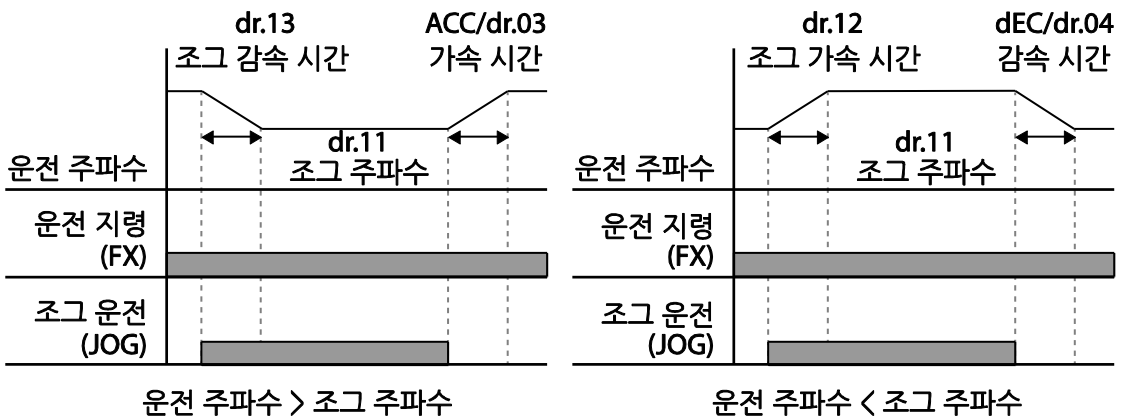 dr.13
조그 감속 시간
ACC/dr.03
가속 시간
dr.11
조그 주파수
운전 주파수
운전 지령
(FX)
조그 운전
(JOG)
운전 주파수 > 조그 주파수
dr.12
조그 가속 시간
dEC/dr.04
감속 시간
dr.11
조그 주파수
운전 주파수
운전 지령
(FX)
조그 운전
(JOG)
운전 주파수 < 조그 주파수